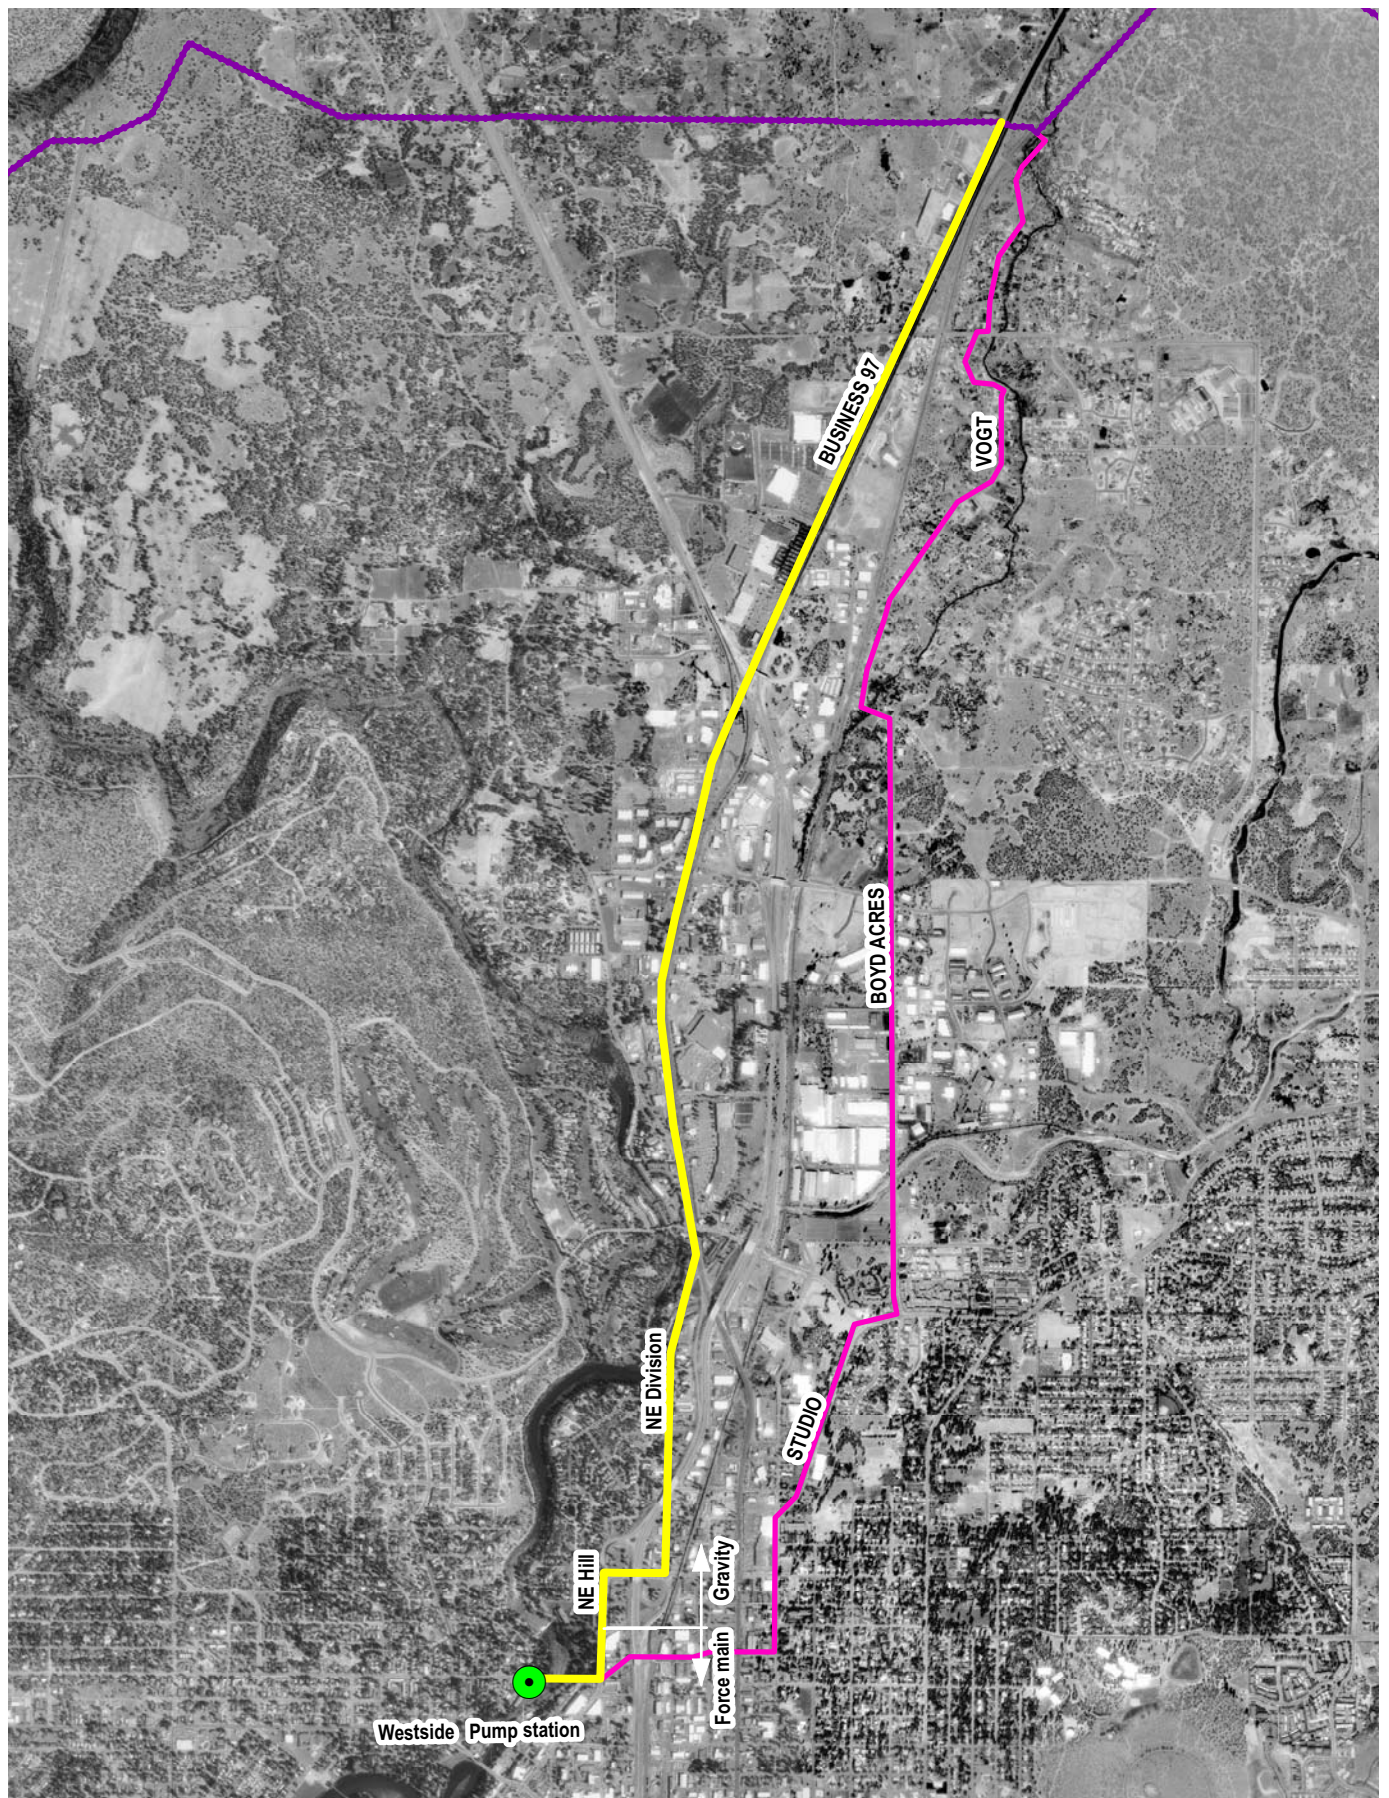 BUSINESS 97
VOGT
BOYD ACRES
NE Division
STUDIO
NE Hill
Gravity
Force main
Westside Pump station